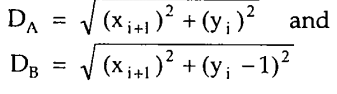 D_A = √((x_{i+1})² + (y_i)²) and
D_B = √((x_{i+1})² + (y_i − 1)²)